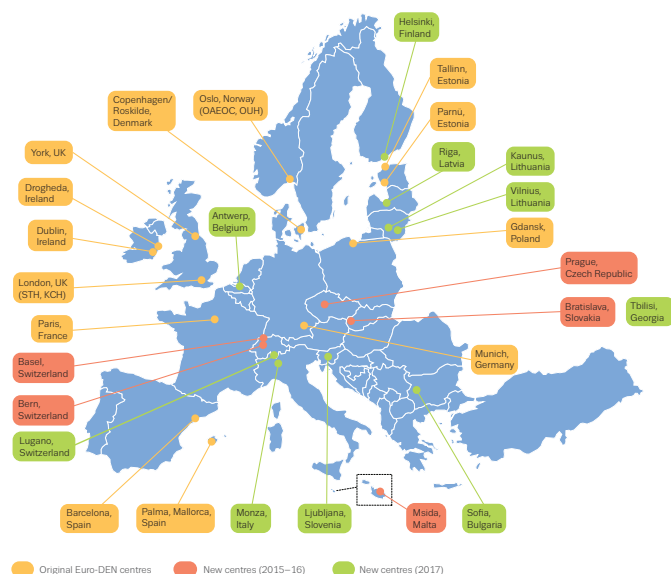 Helsinki,
Finland
Tallinn,
Estonia
Copenhagen/
Roskilde,
Denmark
Oslo, Norway
(OAEOC, OUH)
Parnu,
Estonia
York, UK
Riga,
Latvia
Kaunus,
Lithuania
Drogheda,
Ireland
Vilnius,
Lithuania
Antwerp,
Belgium
Dublin,
Ireland
Gdansk,
Poland
Prague,
Czech Republic
London, UK
(STH, KCH)
Bratislava,
Slovakia
Tbilisi,
Georgia
Paris,
France
Munich,
Germany
Basel,
Switzerland
Bern,
Switzerland
Lugano,
Switzerland
Barcelona,
Spain
Palma, Mallorca,
Spain
Monza,
Italy
Ljubljana,
Slovenia
Msida,
Malta
Sofia,
Bulgaria
Original Euro-DEN centres
New centres (2015–16)
New centres (2017)